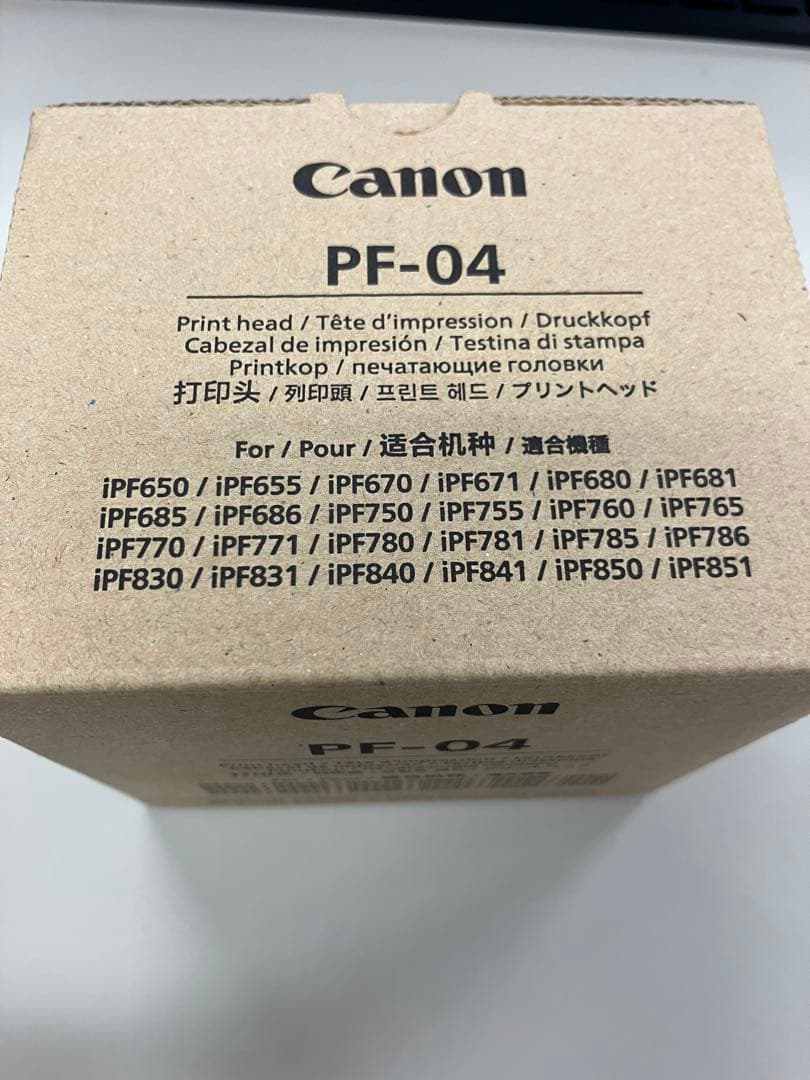 Canon
PF-04
Print head / Tête d'impression / Druckkopf
Cabezal de impresión / Testina di stampa
Printkop / печатающие головки
打印头 / 列印頭 / 프린트 헤드 / プリントヘッド
For / Pour / 适合机种 / 適合機種
iPF650 / iPF655 / iPF670 / iPF671 / iPF680 / iPF681
iPF685 / iPF686 / iPF750 / iPF755 / iPF760 / iPF765
iPF770 / iPF771 / iPF780 / iPF781 / iPF785 / iPF786
iPF830 / iPF831 / iPF840 / iPF841 / iPF850 / iPF851
Canon
PF-04